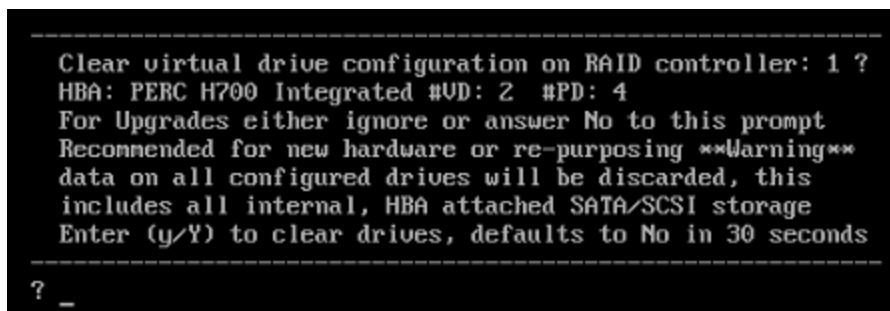 --------------------------------------------------------------
Clear virtual drive configuration on RAID controller: 1 ?
HBA: PERC H700 Integrated #VD: 2  #PD: 4
For Upgrades either ignore or answer No to this prompt
Recommended for new hardware or re-purposing **Warning**
data on all configured drives will be discarded, this
includes all internal, HBA attached SATA/SCSI storage
Enter (y/Y) to clear drives, defaults to No in 30 seconds
--------------------------------------------------------------
? _